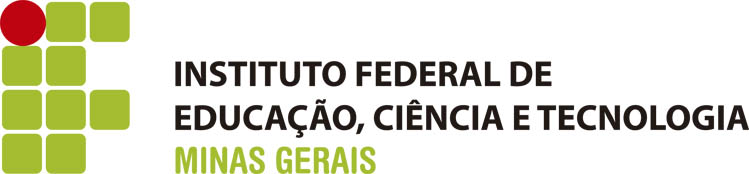 INSTITUTO FEDERAL DE
EDUCAÇÃO, CIÊNCIA E TECNOLOGIA
MINAS GERAIS